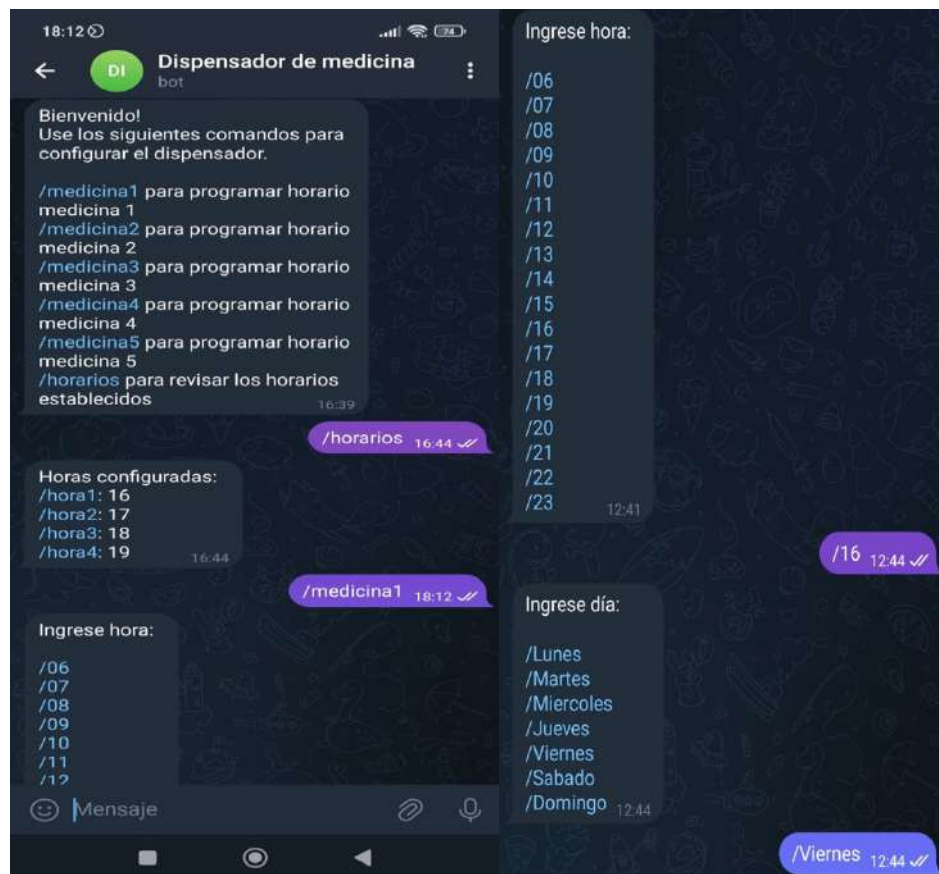 18:12
74
DI
Dispensador de medicina
bot
Bienvenido!
Use los siguientes comandos para
configurar el dispensador.
/medicina1 para programar horario
medicina 1
/medicina2 para programar horario
medicina 2
/medicina3 para programar horario
medicina 3
/medicina4 para programar horario
medicina 4
/medicina5 para programar horario
medicina 5
/horarios para revisar los horarios
establecidos
16:39
/horarios 16:44
Horas configuradas:
/hora1: 16
/hora2: 17
/hora3: 18
/hora4: 19
16:44
/medicina1 18:12
Ingrese hora:
/06
/07
/08
/09
/10
/11
/12
Mensaje
Ingrese hora:
/06
/07
/08
/09
/10
/11
/12
/13
/14
/15
/16
/17
/18
/19
/20
/21
/22
/23
12:41
/16 12:44
Ingrese día:
/Lunes
/Martes
/Miercoles
/Jueves
/Viernes
/Sabado
/Domingo 12:44
/Viernes 12:44